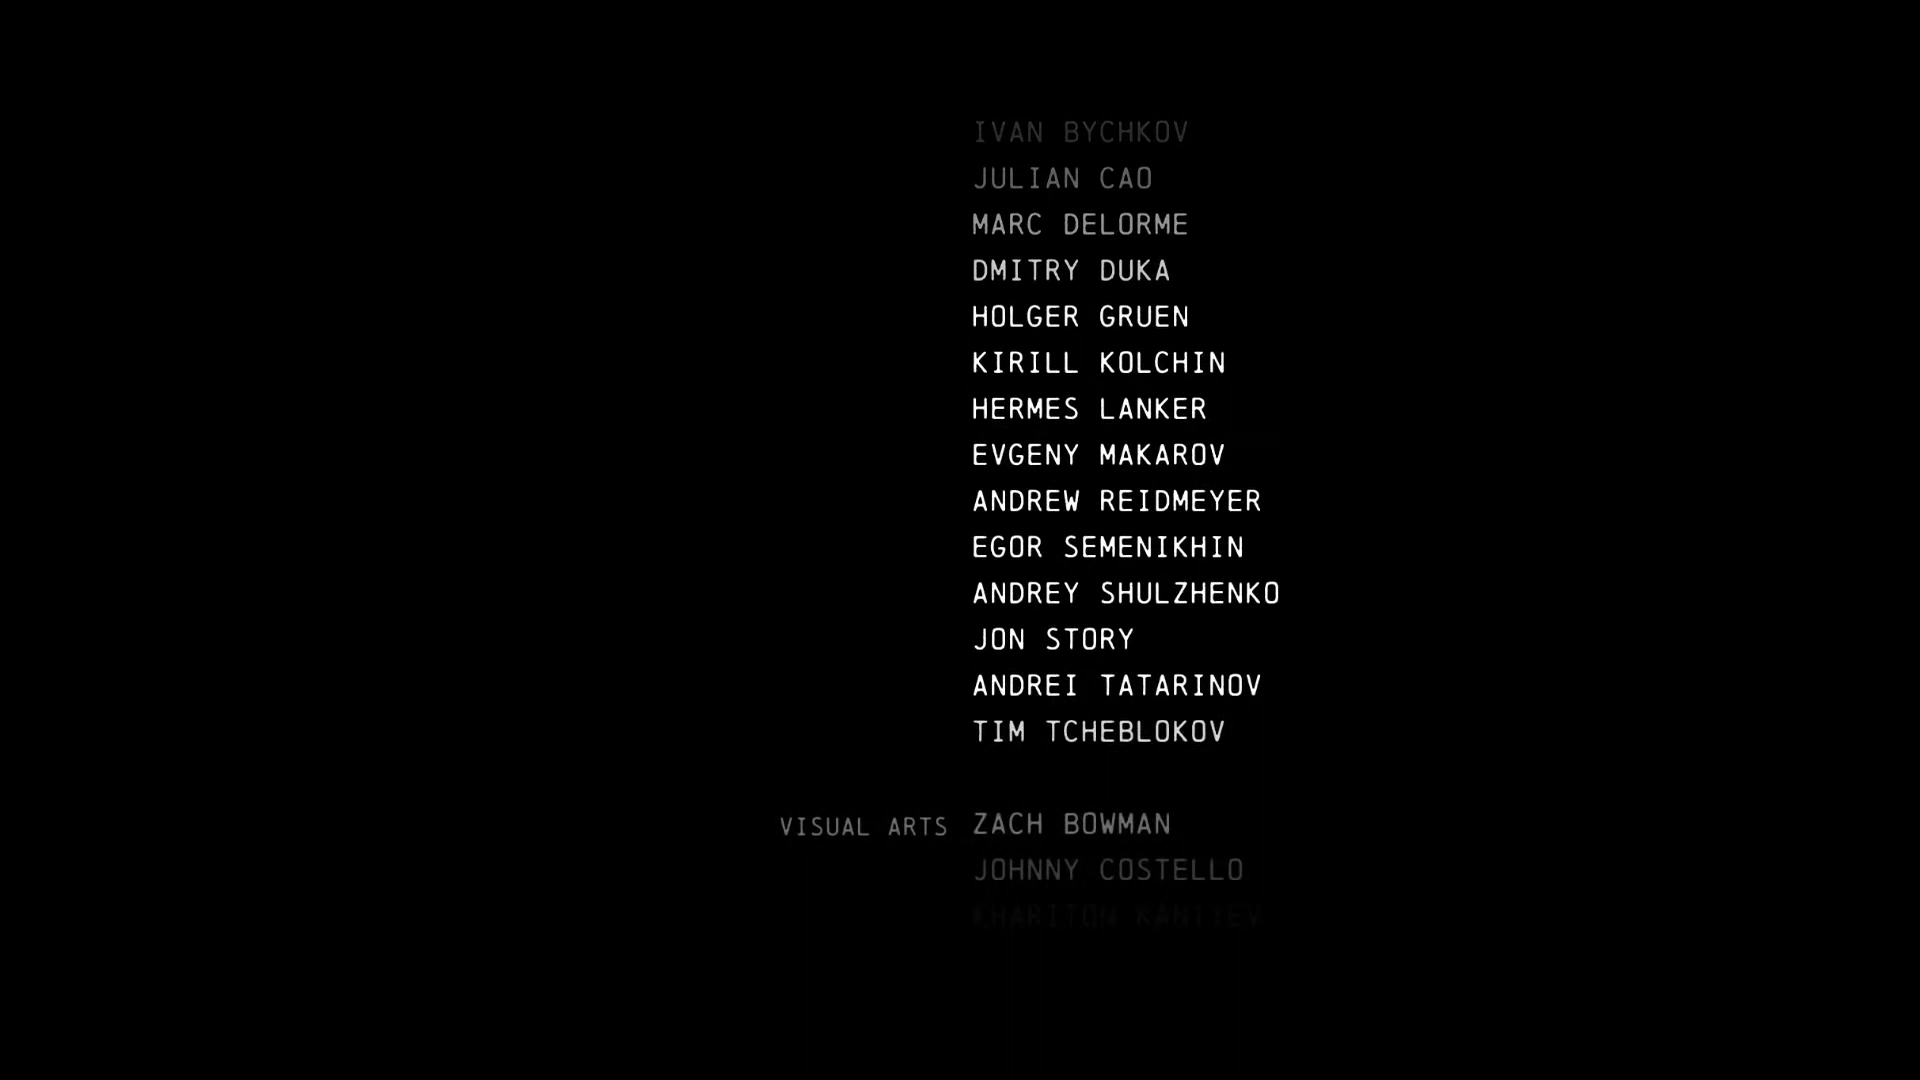 IVAN BYCHKOV
JULIAN CAO
MARC DELORME
DMITRY DUKA
HOLGER GRUEN
KIRILL KOLCHIN
HERMES LANKER
EVGENY MAKAROV
ANDREW REIDMEYER
EGOR SEMENIKHIN
ANDREY SHULZHENKO
JON STORY
ANDREI TATARINOV
TIM TCHEBLOKOV
VISUAL ARTS ZACH BOWMAN
JOHNNY COSTELLO
KHARITON